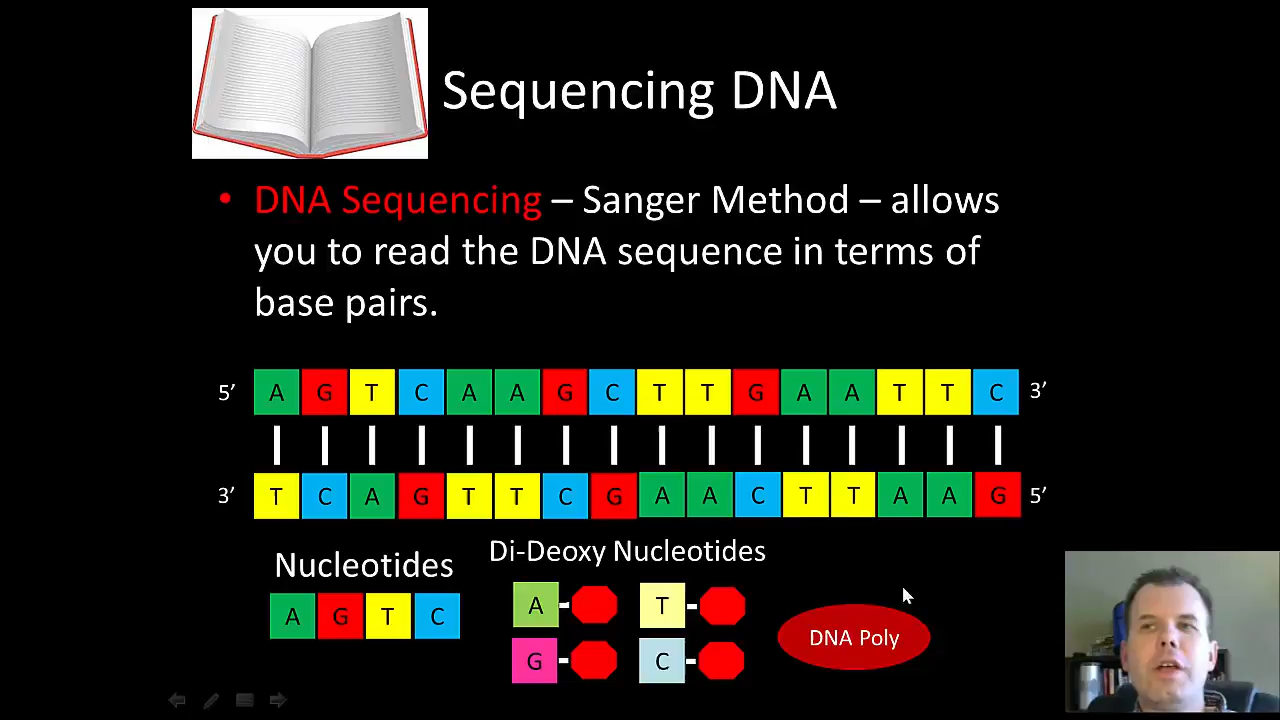 Sequencing DNA
• DNA Sequencing – Sanger Method – allows
you to read the DNA sequence in terms of
base pairs.
5’ A G T C A A G C T T G A A T T C 3’
3’ T C A G T T C G A A C T T A A G 5’
Nucleotides
A G T C
Di-Deoxy Nucleotides
A T
G C
DNA Poly